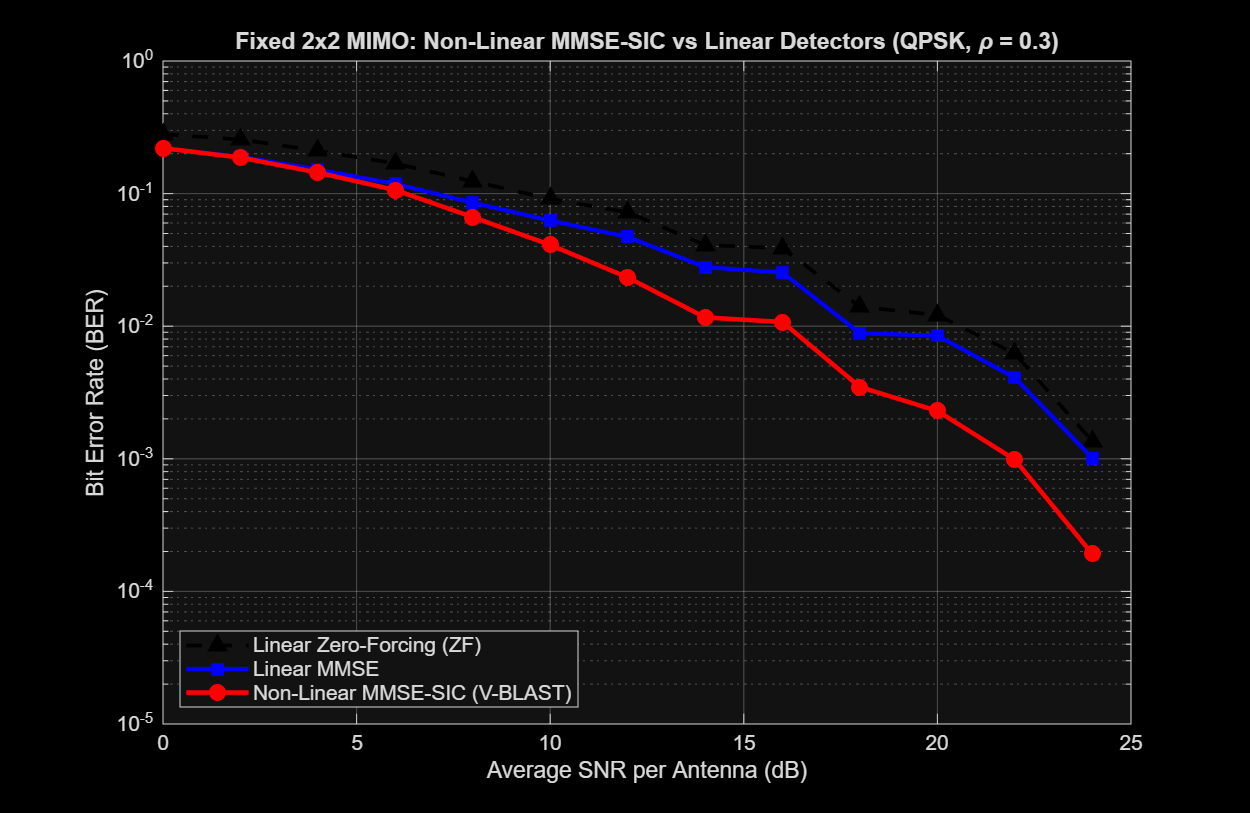 Fixed 2x2 MIMO: Non-Linear MMSE-SIC vs Linear Detectors (QPSK, ρ = 0.3)
10^0
10^-1
10^-2
10^-3
10^-4
10^-5
Bit Error Rate (BER)
Linear Zero-Forcing (ZF)
Linear MMSE
Non-Linear MMSE-SIC (V-BLAST)
0 5 10 15 20 25
Average SNR per Antenna (dB)